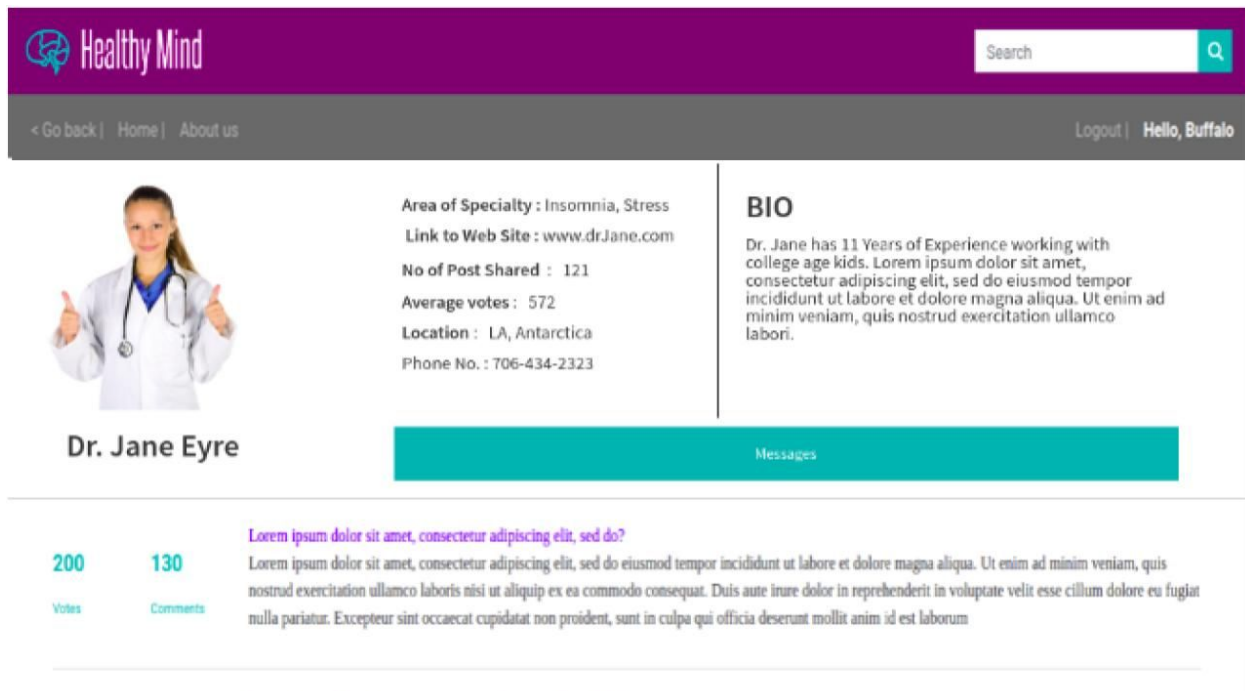 Healthy Mind
Search
< Go back | Home | About us
Logout | Hello, Buffalo
Area of Specialty : Insomnia, Stress
Link to Web Site : www.drJane.com
No of Post Shared : 121
Average votes : 572
Location : LA, Antarctica
Phone No. : 706-434-2323
BIO
Dr. Jane has 11 Years of Experience working with
college age kids. Lorem ipsum dolor sit amet,
consectetur adipiscing elit, sed do eiusmod tempor
incididunt ut labore et dolore magna aliqua. Ut enim ad
minim veniam, quis nostrud exercitation ullamco
labori.
Dr. Jane Eyre
Messages
200
Votes
130
Comments
Lorem ipsum dolor sit amet, consectetur adipiscing elit, sed do?
Lorem ipsum dolor sit amet, consectetur adipiscing elit, sed do eiusmod tempor incididunt ut labore et dolore magna aliqua. Ut enim ad minim veniam, quis
nostrud exercitation ullamco laboris nisi ut aliquip ex ea commodo consequat. Duis aute irure dolor in reprehenderit in voluptate velit esse cillum dolore eu fugiat
nulla pariatur. Excepteur sint occaecat cupidatat non proident, sunt in culpa qui officia deserunt mollit anim id est laborum